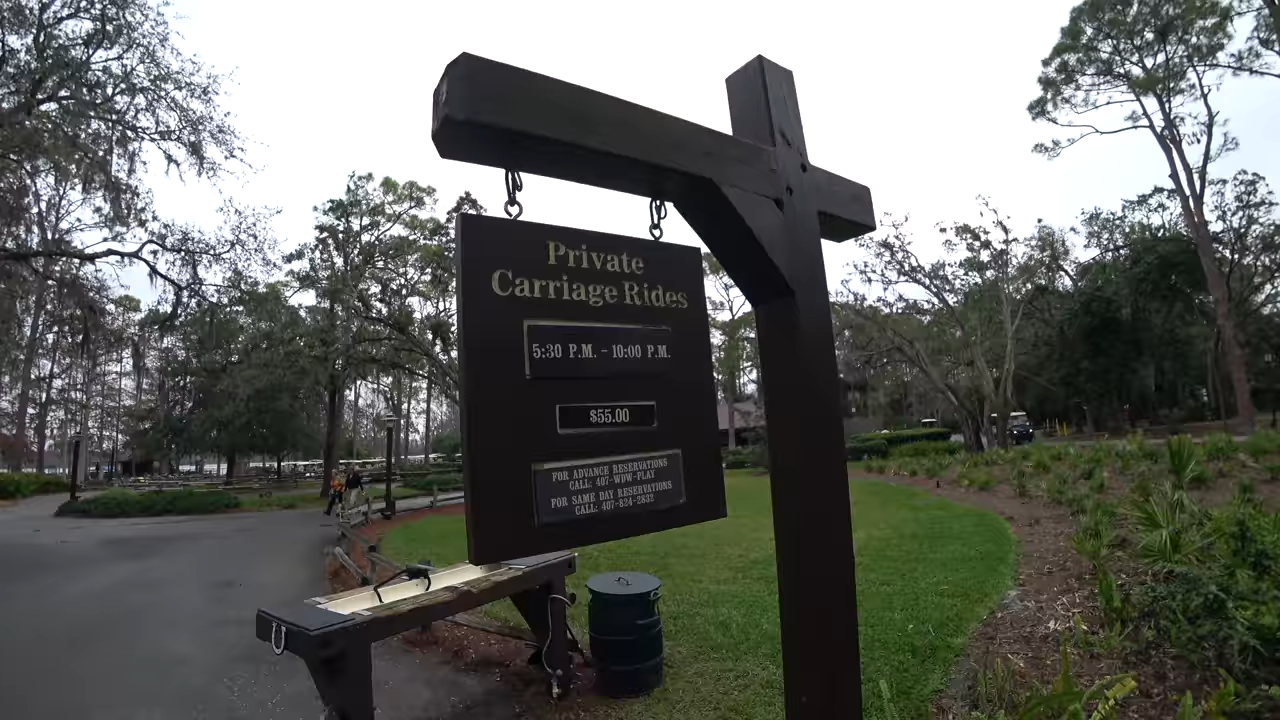 Private
Carriage Rides
5:30 P.M. - 10:00 P.M.
$55.00
FOR ADVANCE RESERVATIONS
CALL: 407-WDW-PLAY
FOR SAME DAY RESERVATIONS
CALL: 407-824-2832